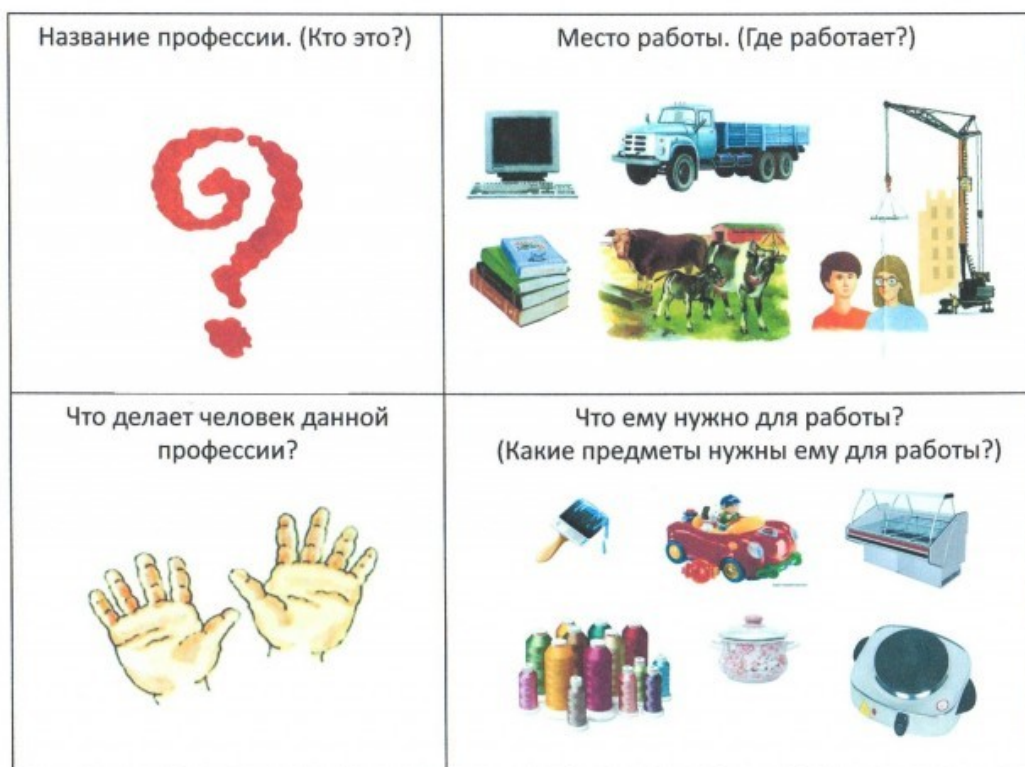 Название профессии. (Кто это?)
Место работы. (Где работает?)
Что делает человек данной
профессии?
Что ему нужно для работы?
(Какие предметы нужны ему для работы?)